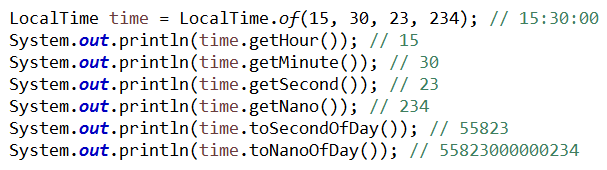 LocalTime time = LocalTime.of(15, 30, 23, 234); // 15:30:00
System.out.println(time.getHour()); // 15
System.out.println(time.getMinute()); // 30
System.out.println(time.getSecond()); // 23
System.out.println(time.getNano()); // 234
System.out.println(time.toSecondOfDay()); // 55823
System.out.println(time.toNanoOfDay()); // 55823000000234